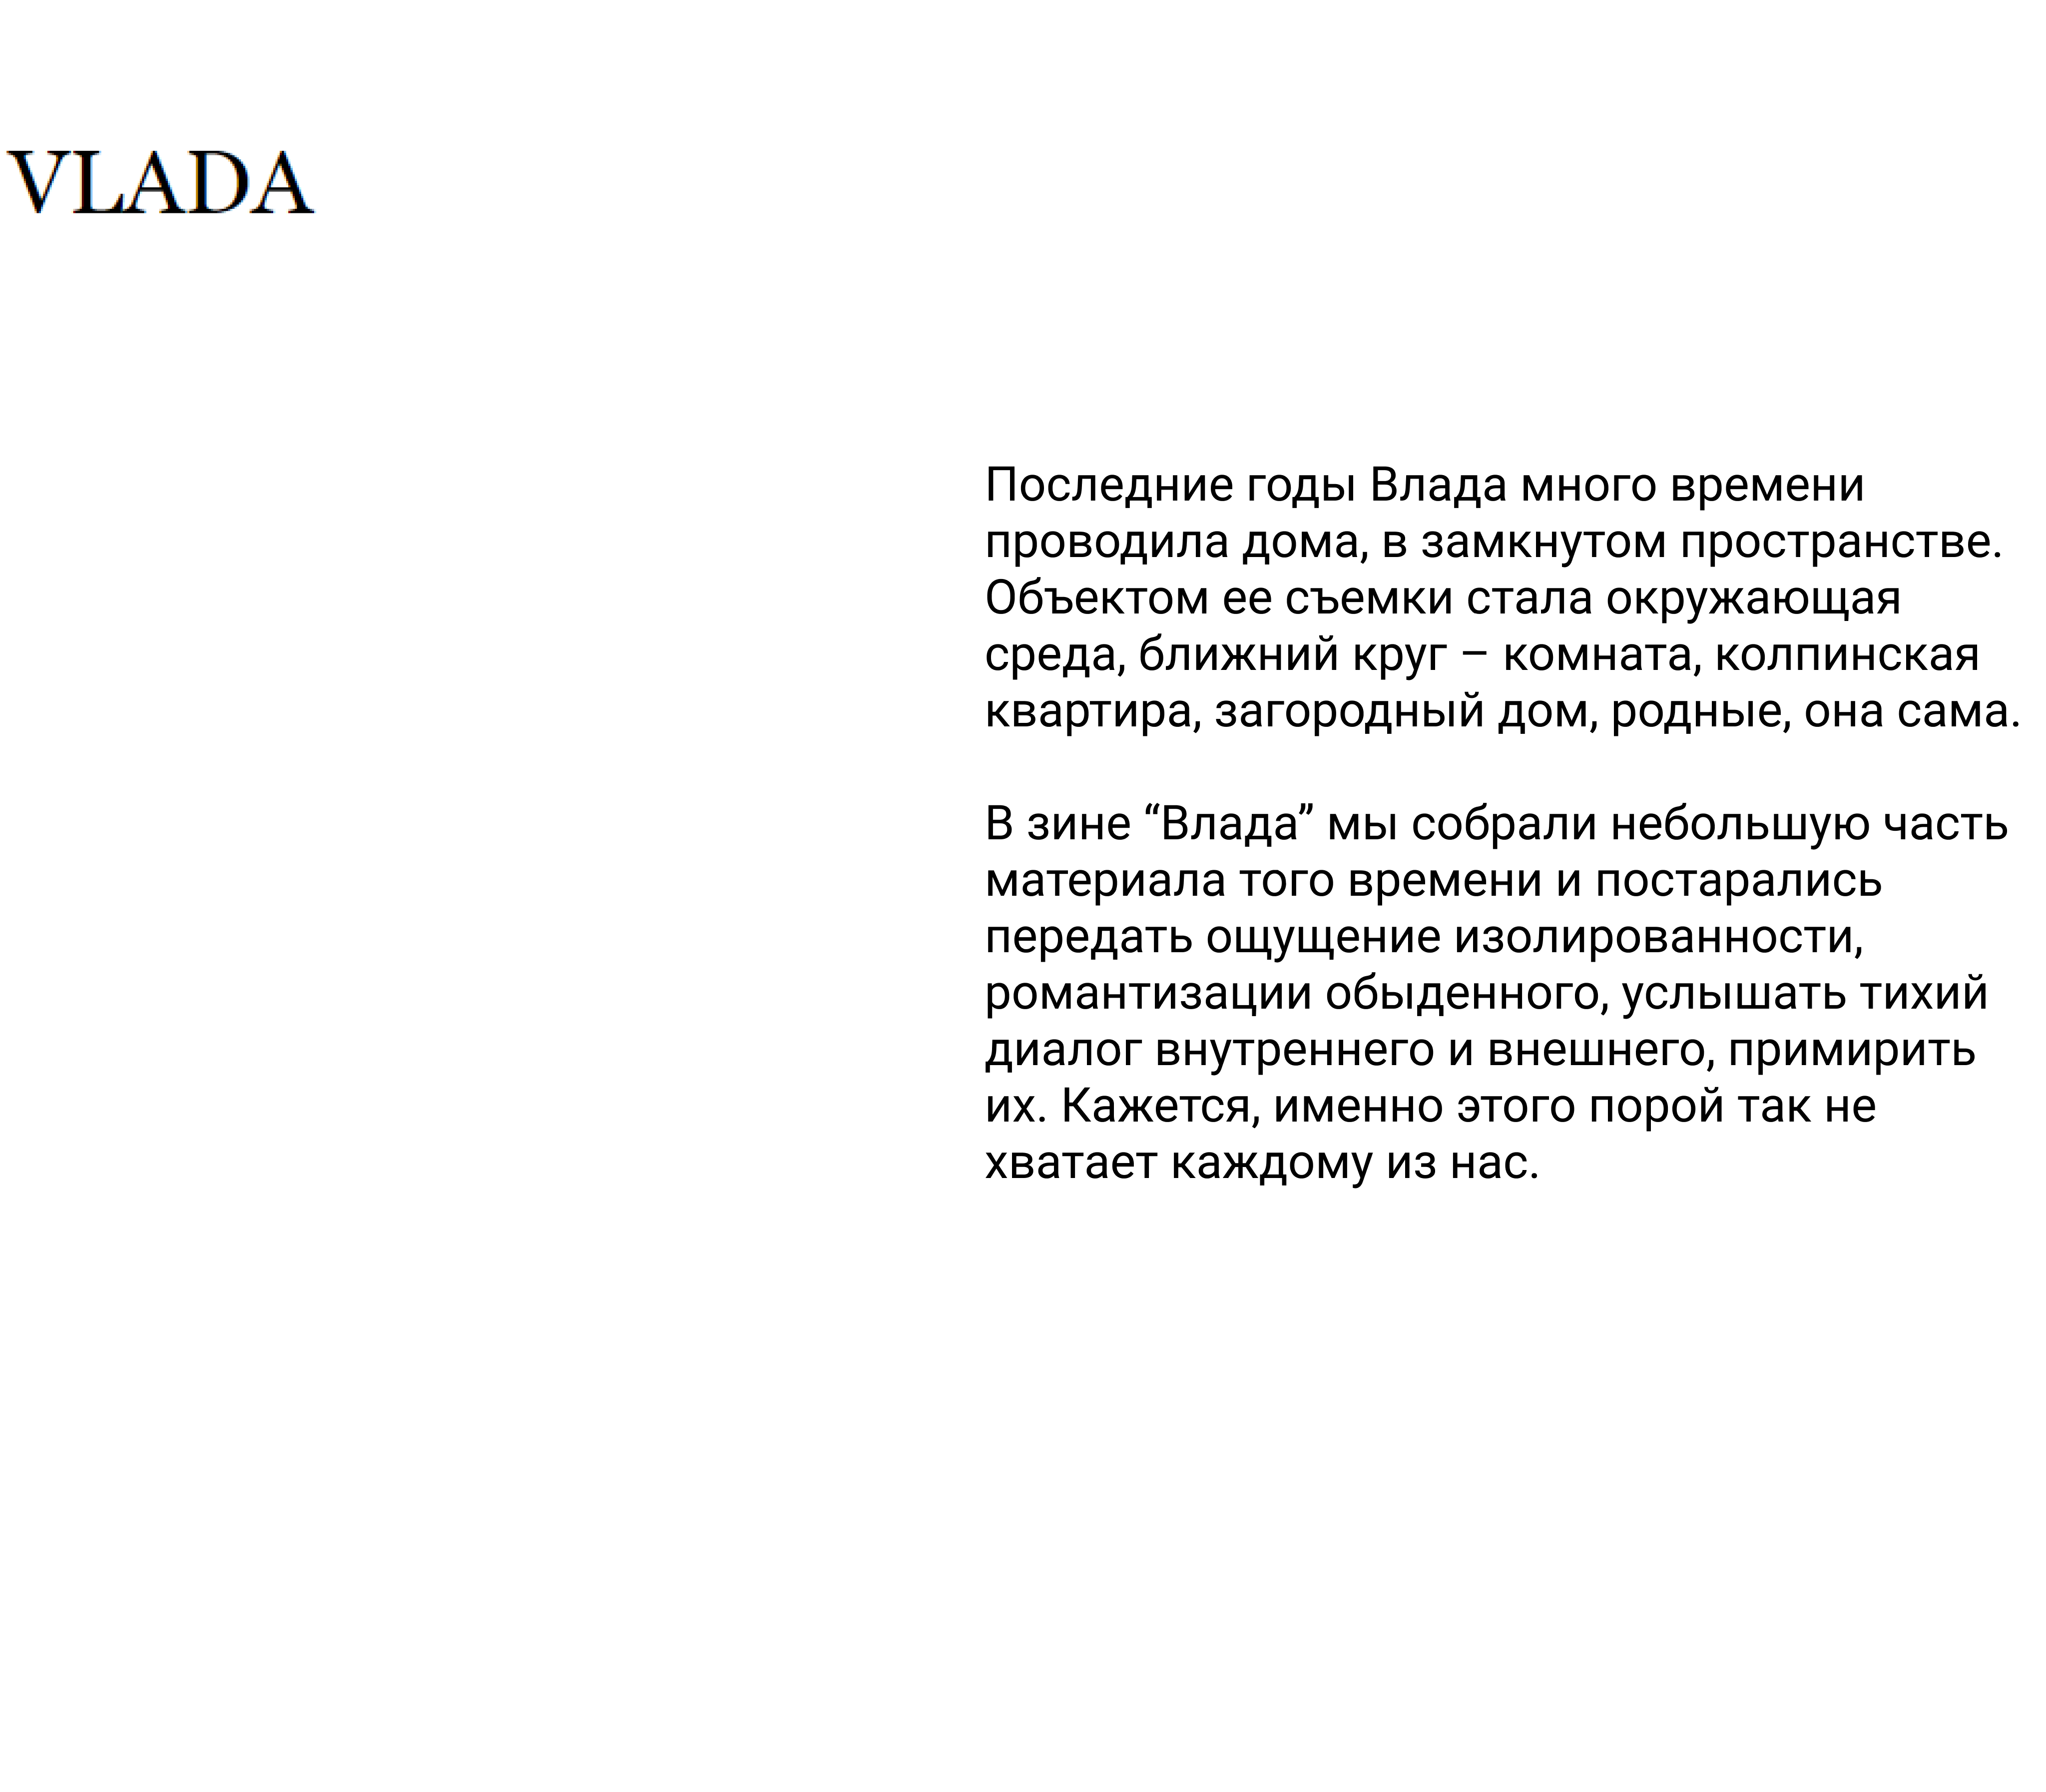 VLADA
Последние годы Влада много времени
проводила дома, в замкнутом пространстве.
Объектом ее съемки стала окружающая
среда, ближний круг – комната, колпинская
квартира, загородный дом, родные, она сама.
В зине “Влада” мы собрали небольшую часть
материала того времени и постарались
передать ощущение изолированности,
романтизации обыденного, услышать тихий
диалог внутреннего и внешнего, примирить
их. Кажется, именно этого порой так не
хватает каждому из нас.